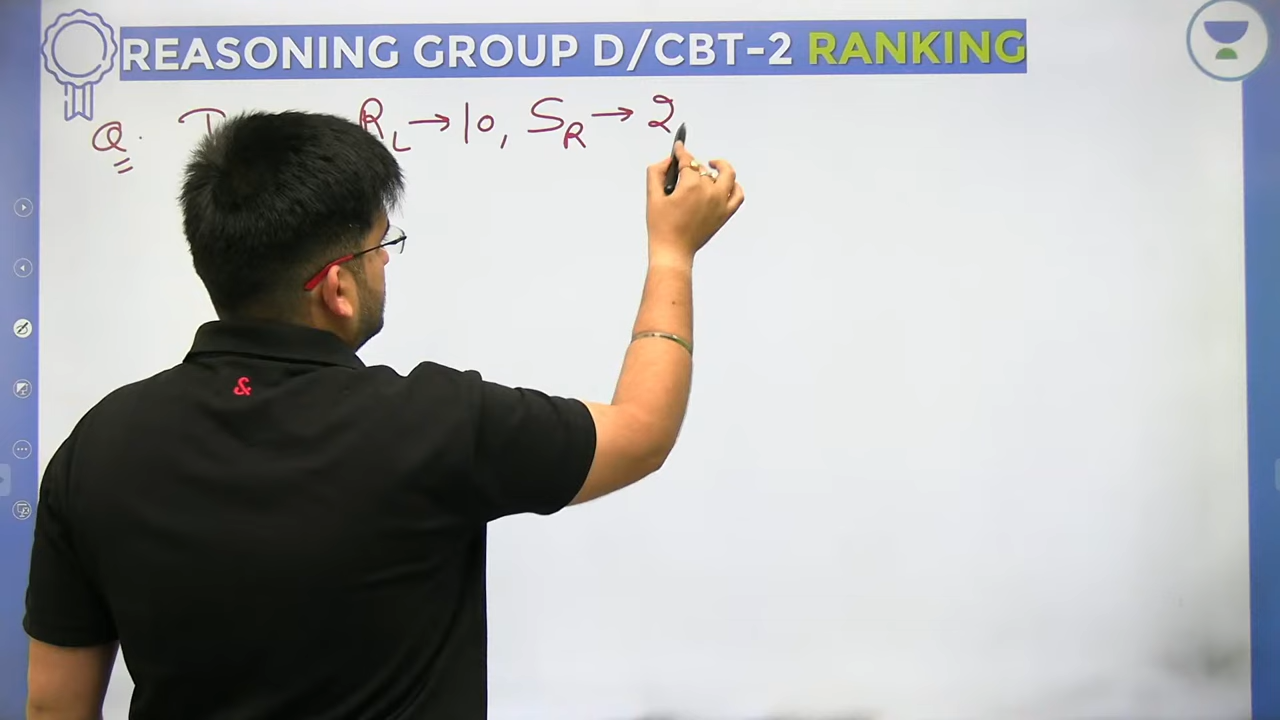 REASONING GROUP D/CBT-2 RANKING
Q. R_L → 10, S_R → 2
&